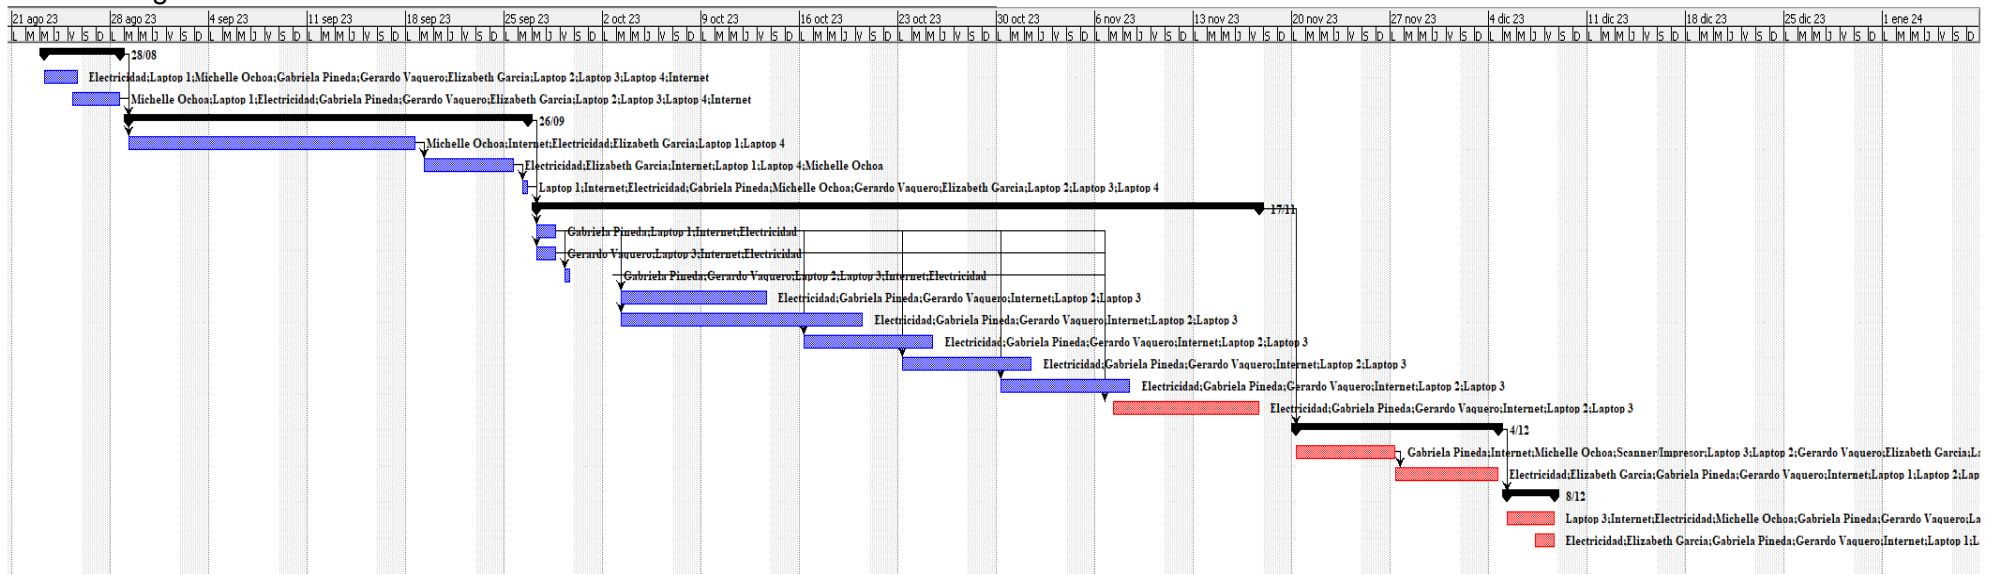 21 ago 23 28 ago 23 4 sep 23 11 sep 23 18 sep 23 25 sep 23 2 oct 23 9 oct 23 16 oct 23 23 oct 23 30 oct 23 6 nov 23 13 nov 23 20 nov 23 27 nov 23 4 dic 23 11 dic 23 18 dic 23 25 dic 23 1 ene 24
L M M J V S D L M M J V S D L M M J V S D L M M J V S D L M M J V S D L M M J V S D L M M J V S D L M M J V S D L M M J V S D L M M J V S D L M M J V S D L M M J V S D L M M J V S D L M M J V S D L M M J V S D L M M J V S D L M M J V S D L M M J V S D L M M J V S D L M M J V S D
28/08
Electricidad;Laptop 1;Michelle Ochoa;Gabriela Pineda;Gerardo Vaquero;Elizabeth Garcia;Laptop 2;Laptop 3;Laptop 4;Internet
Michelle Ochoa;Laptop 1;Electricidad;Gabriela Pineda;Gerardo Vaquero;Elizabeth Garcia;Laptop 2;Laptop 3;Laptop 4;Internet
26/09
Michelle Ochoa;Internet;Electricidad;Elizabeth Garcia;Laptop 1;Laptop 4
Electricidad;Elizabeth Garcia;Internet;Laptop 1;Laptop 4;Michelle Ochoa
Laptop 1;Internet;Electricidad;Gabriela Pineda;Michelle Ochoa;Gerardo Vaquero;Elizabeth Garcia;Laptop 2;Laptop 3;Laptop 4
17/11
Gabriela Pineda;Laptop 1;Internet;Electricidad
Gerardo Vaquero;Laptop 3;Internet;Electricidad
Gabriela Pineda;Gerardo Vaquero;Laptop 2;Laptop 3;Internet;Electricidad
Electricidad;Gabriela Pineda;Gerardo Vaquero;Internet;Laptop 2;Laptop 3
Electricidad;Gabriela Pineda;Gerardo Vaquero;Internet;Laptop 2;Laptop 3
Electricidad;Gabriela Pineda;Gerardo Vaquero;Internet;Laptop 2;Laptop 3
Electricidad;Gabriela Pineda;Gerardo Vaquero;Internet;Laptop 2;Laptop 3
Electricidad;Gabriela Pineda;Gerardo Vaquero;Internet;Laptop 2;Laptop 3
Electricidad;Gabriela Pineda;Gerardo Vaquero;Internet;Laptop 2;Laptop 3
4/12
Gabriela Pineda;Internet;Michelle Ochoa;Scanner/Impresor;Laptop 3;Laptop 2;Gerardo Vaquero;Elizabeth Garcia;La
Electricidad;Elizabeth Garcia;Gabriela Pineda;Gerardo Vaquero;Internet;Laptop 1;Laptop 2;Lap
8/12
Laptop 3;Internet;Electricidad;Michelle Ochoa;Gabriela Pineda;Gerardo Vaquero;La
Electricidad;Elizabeth Garcia;Gabriela Pineda;Gerardo Vaquero;Internet;Laptop 1;L